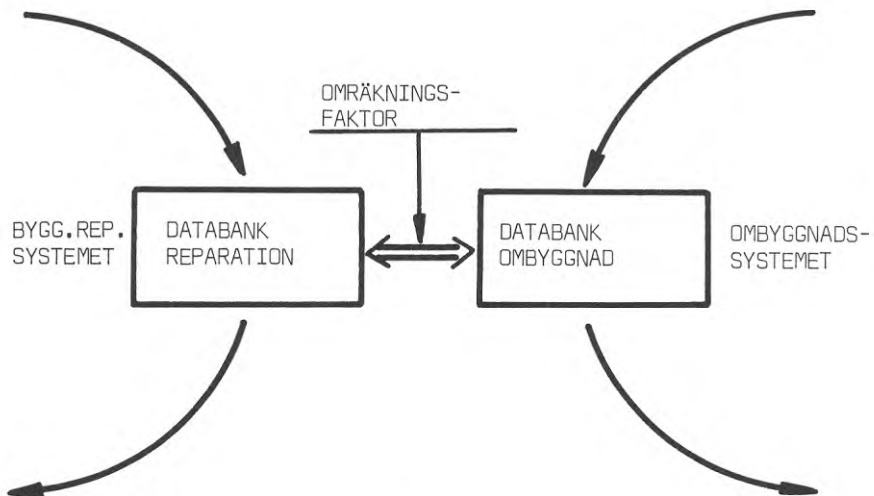 OMRÄKNINGS-
FAKTOR
BYGG.REP.
SYSTEMET
DATABANK
REPARATION
DATABANK
OMBYGGNAD
OMBYGGNADS-
SYSTEMET